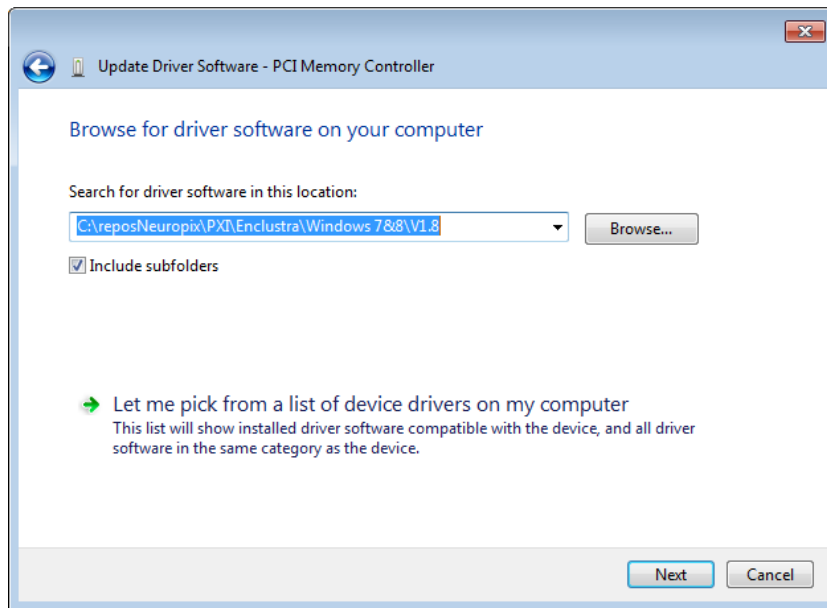 Update Driver Software - PCI Memory Controller
Browse for driver software on your computer
Search for driver software in this location:
C:\reposNeuropix\PXI\Enclustra\Windows 7&8\V1.8
Browse...
Include subfolders
Let me pick from a list of device drivers on my computer
This list will show installed driver software compatible with the device, and all driver
software in the same category as the device.
Next
Cancel